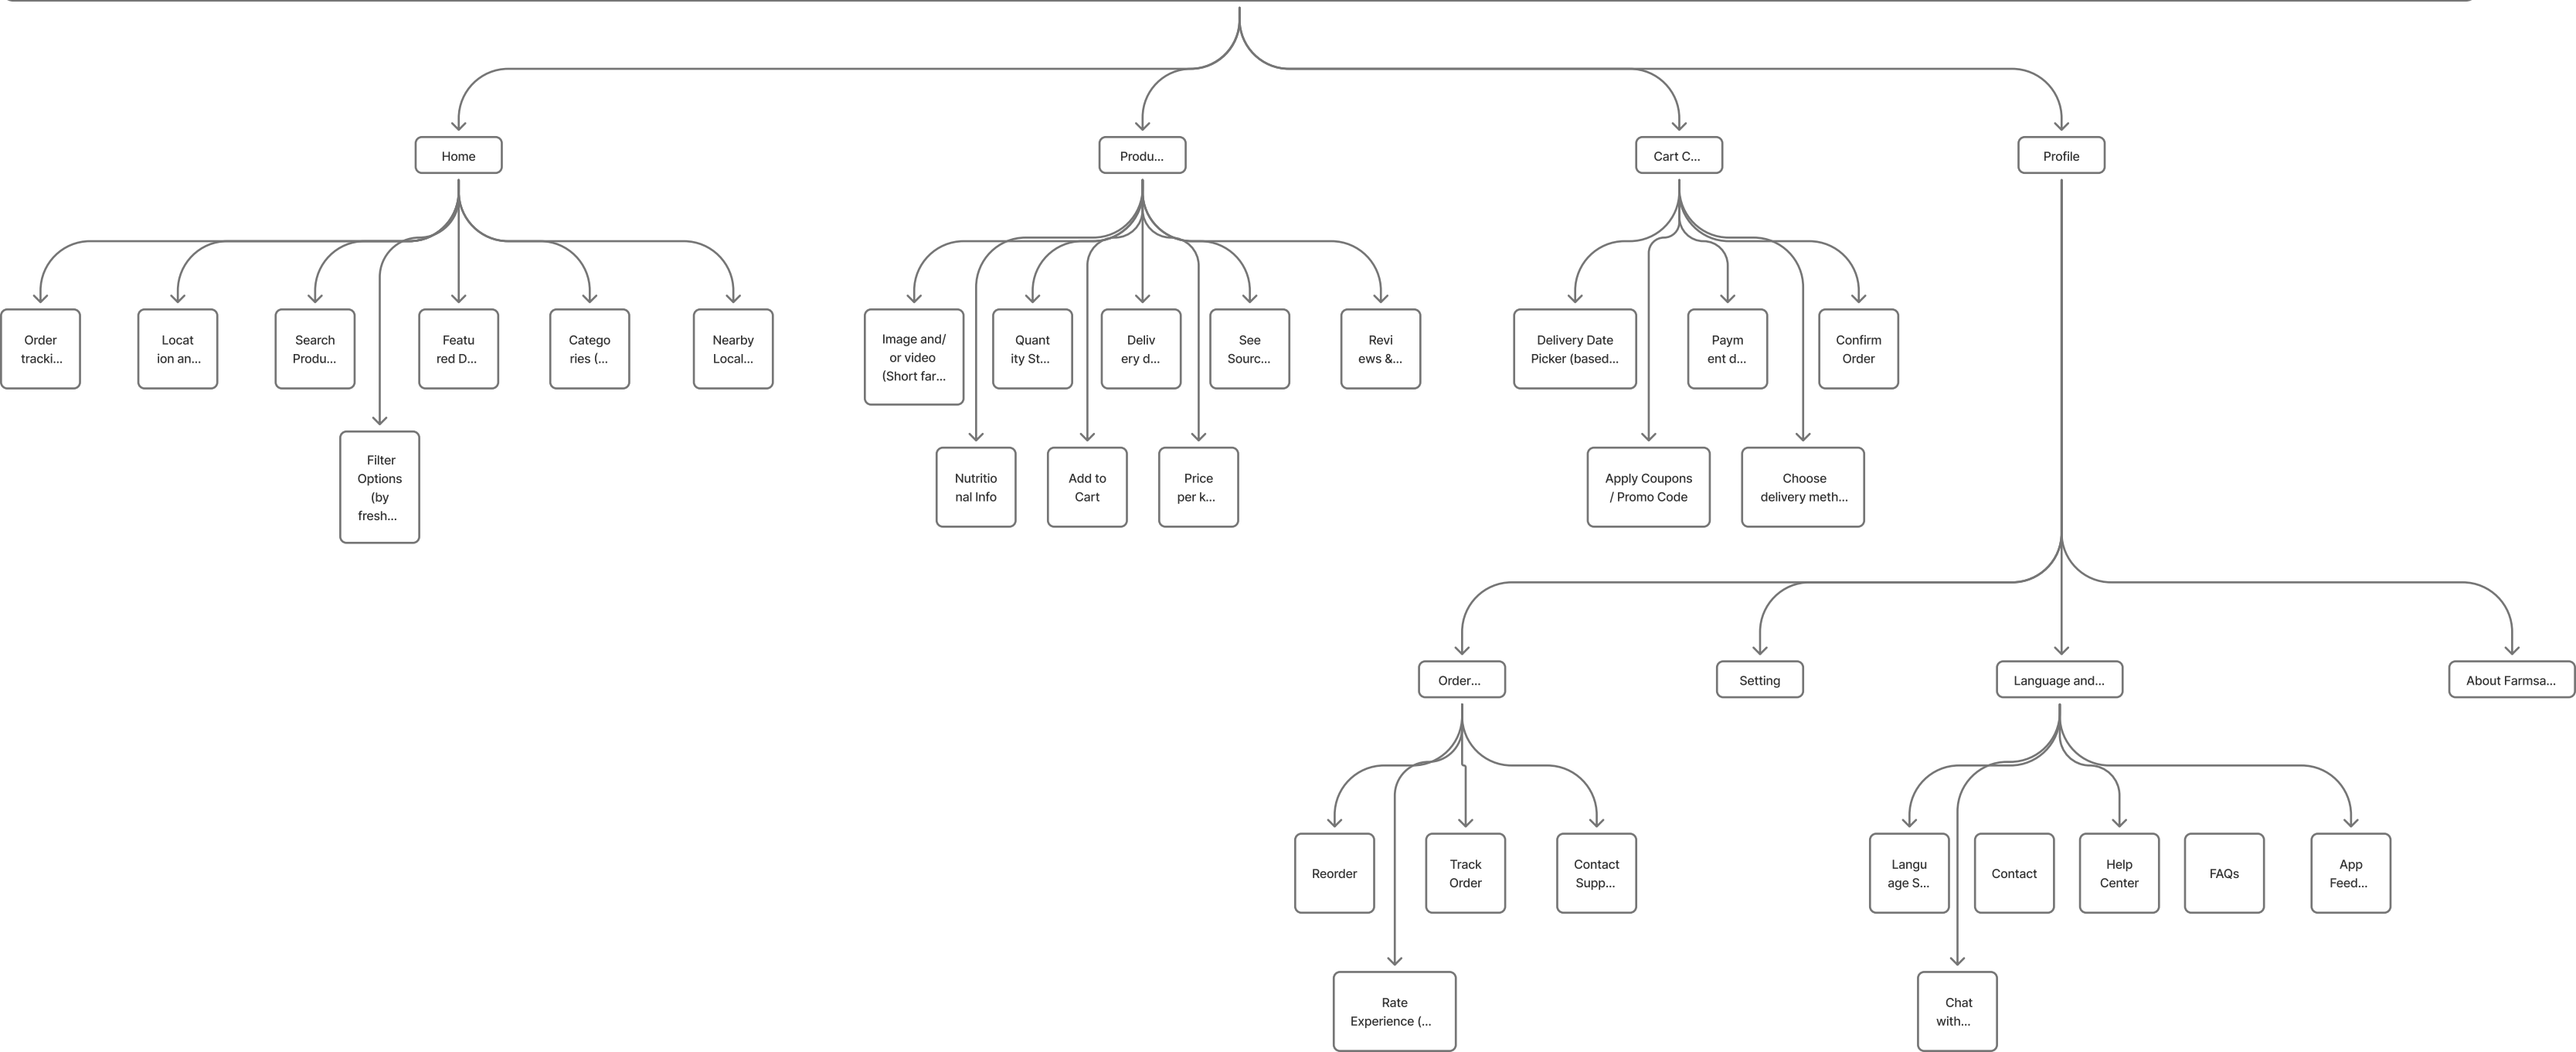 Home
Produ...
Cart C...
Profile
Order
tracki...
Locat
ion an...
Search
Produ...
Featu
red D...
Catego
ries (...
Nearby
Local...
Image and/
or video
(Short far...
Quant
ity St...
Deliv
ery d...
See
Sourc...
Revi
ews &...
Delivery Date
Picker (based...
Paym
ent d...
Confirm
Order
Filter
Options
(by
fresh...
Nutritio
nal Info
Add to
Cart
Price
per k...
Apply Coupons
/ Promo Code
Choose
delivery meth...
Order...
Setting
Language and...
About Farmsa...
Reorder
Track
Order
Contact
Supp...
Langu
age S...
Contact
Help
Center
FAQs
App
Feed...
Rate
Experience (...
Chat
with...